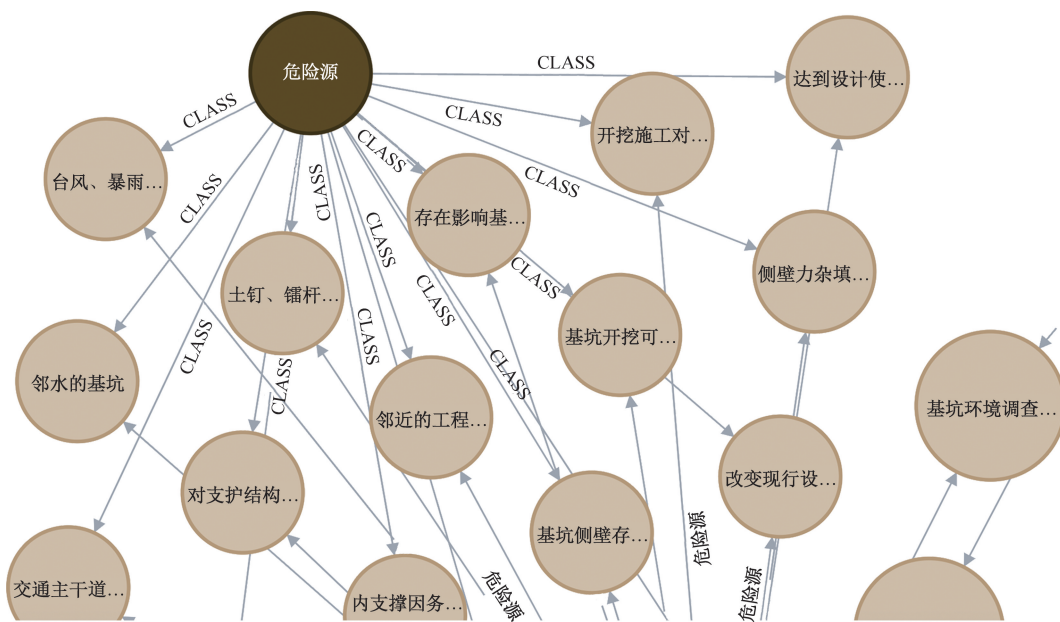 危险源
CLASS
达到设计使…
CLASS
开挖施工对…
CLASS
台风、暴雨…
CLASS
CLASS
CLASS
CLASS
存在影响基…
CLASS
侧壁力杂填…
土钉、镭杆…
CLASS
CLASS
CLASS
基坑开挖可…
CLASS
CLASS
CLASS
CLASS
邻水的基坑
邻近的工程…
基坑环境调查…
对支护结构…
改变现行设…
基坑侧壁存…
交通主干道…
内支撑因务…
危险源
危险源
危险源